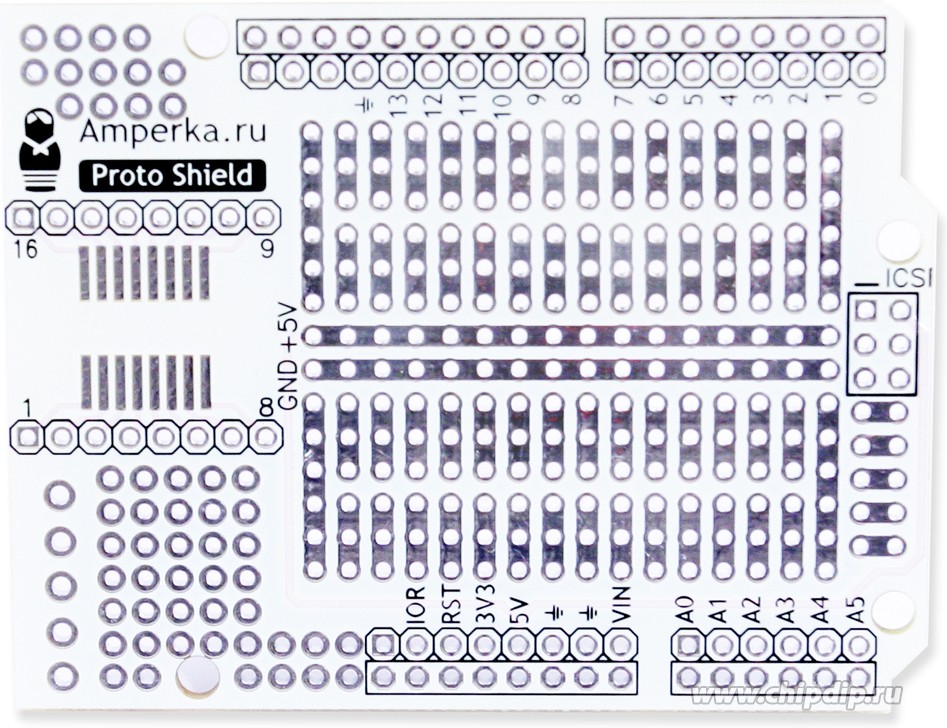 ⏚ 13 12 11 10 9 8 7 6 5 4 3 2 1 0
Amperka.ru
Proto Shield
16 9
ICSP
+5V
GND
1 8
IOR RST 3V3 5V ⏚ ⏚ VIN A0 A1 A2 A3 A4 A5
www.chipdip.ru